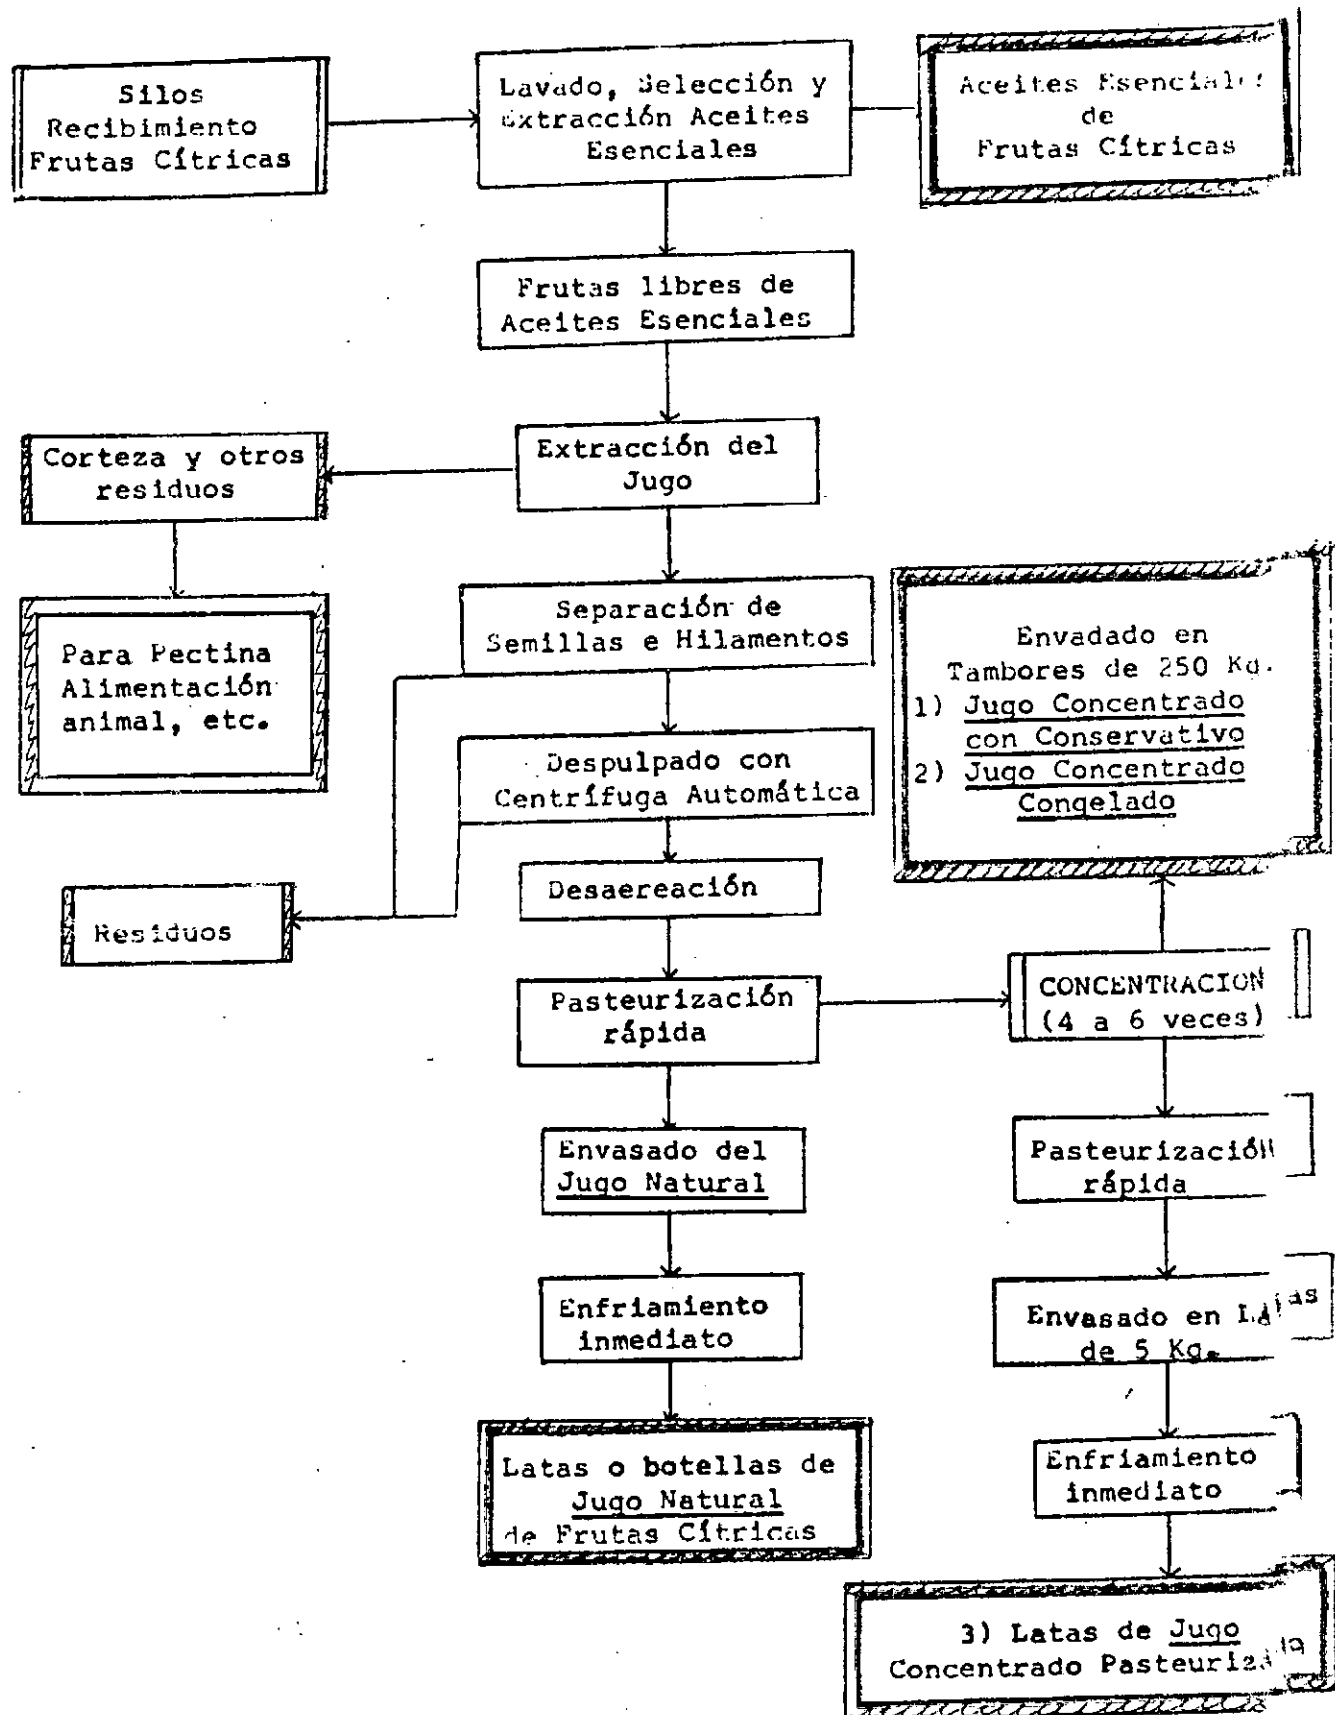 Silos
Recibimiento
Frutas Cítricas
Lavado, Selección y
Extracción Aceites
Esenciales
Aceites Esenciales
de
Frutas Cítricas
Frutas libres de
Aceites Esenciales
Extracción del
Jugo
Corteza y otros
residuos
Para Pectina
Alimentación
animal, etc.
Separación de
Semillas e Hilamentos
Despulpado con
Centrífuga Automática
Envadado en
Tambores de 250 Kg.
1) Jugo Concentrado
con Conservativo
2) Jugo Concentrado
Congelado
Desaereación
Residuos
Pasteurización
rápida
CONCENTRACION
(4 a 6 veces)
Envasado del
Jugo Natural
Pasteurización
rápida
Enfriamiento
inmediato
Envasado en Latas
de 5 Kg.
Latas o botellas de
Jugo Natural
de Frutas Cítricas
Enfriamiento
inmediato
3) Latas de Jugo
Concentrado